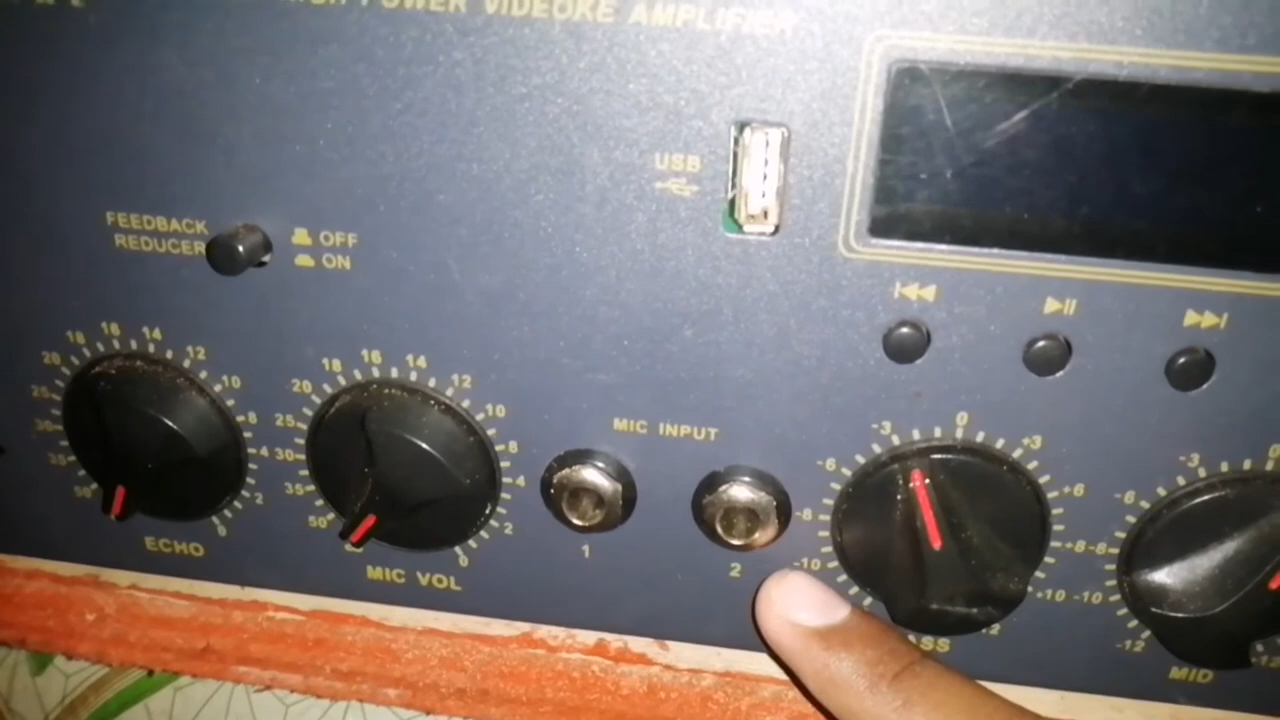 POWER VIDEOKE AMPLIFIER
USB
FEEDBACK
REDUCER
OFF
ON
50 35 30 25 20 18 16 14 12 10 8 4 2 0
ECHO
50 35 30 25 20 18 16 14 12 10 8 4 2 0
MIC VOL
MIC INPUT
1
2
-10 -8 -6 -3 0 +3 +6 +8 +10
-12 -10 -8 -6 -3 0
MID